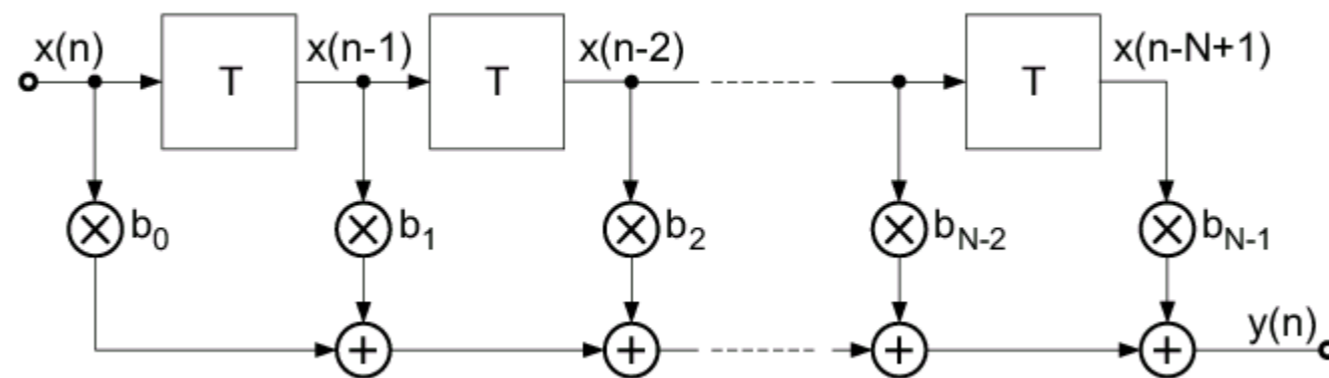 x(n) T x(n-1) T x(n-2) T x(n-N+1)
b0 b1 b2 bN-2 bN-1
y(n)